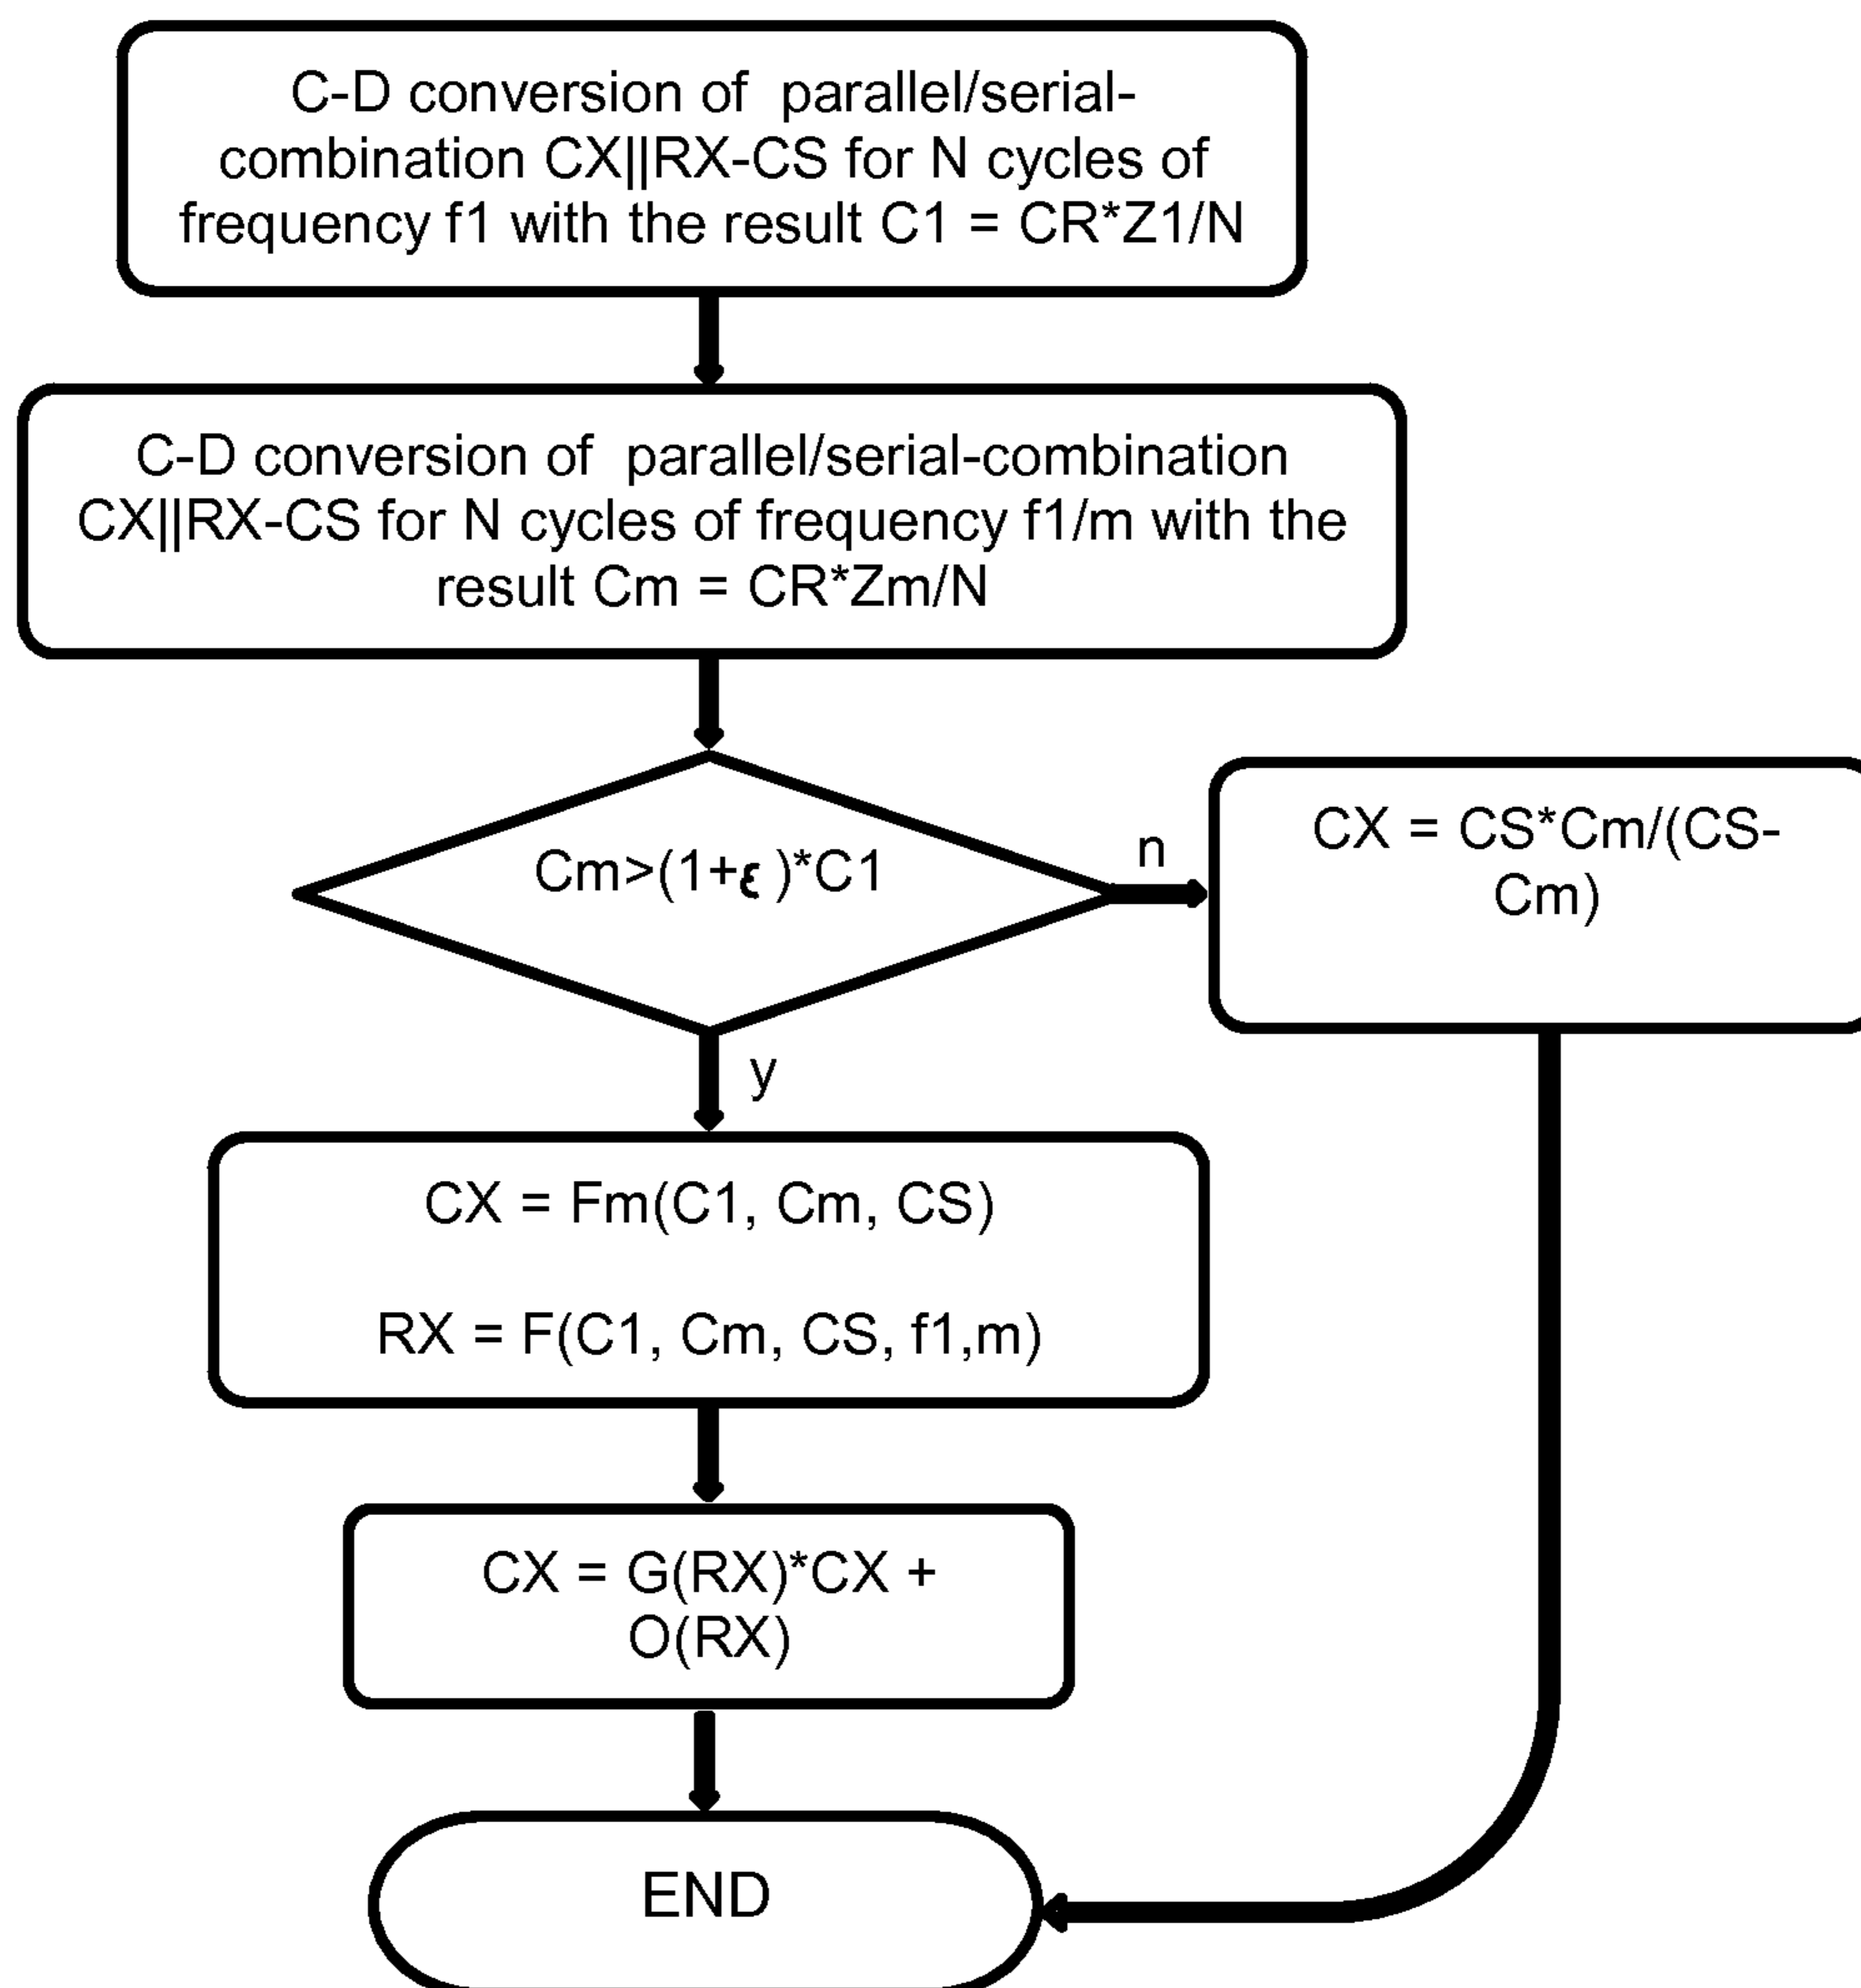 C-D conversion of parallel/serial-
combination CX||RX-CS for N cycles of
frequency f1 with the result C1 = CR*Z1/N
C-D conversion of parallel/serial-combination
CX||RX-CS for N cycles of frequency f1/m with the
result Cm = CR*Zm/N
Cm>(1+ε )*C1
n
CX = CS*Cm/(CS-
Cm)
y
CX = Fm(C1, Cm, CS)
RX = F(C1, Cm, CS, f1,m)
CX = G(RX)*CX +
O(RX)
END